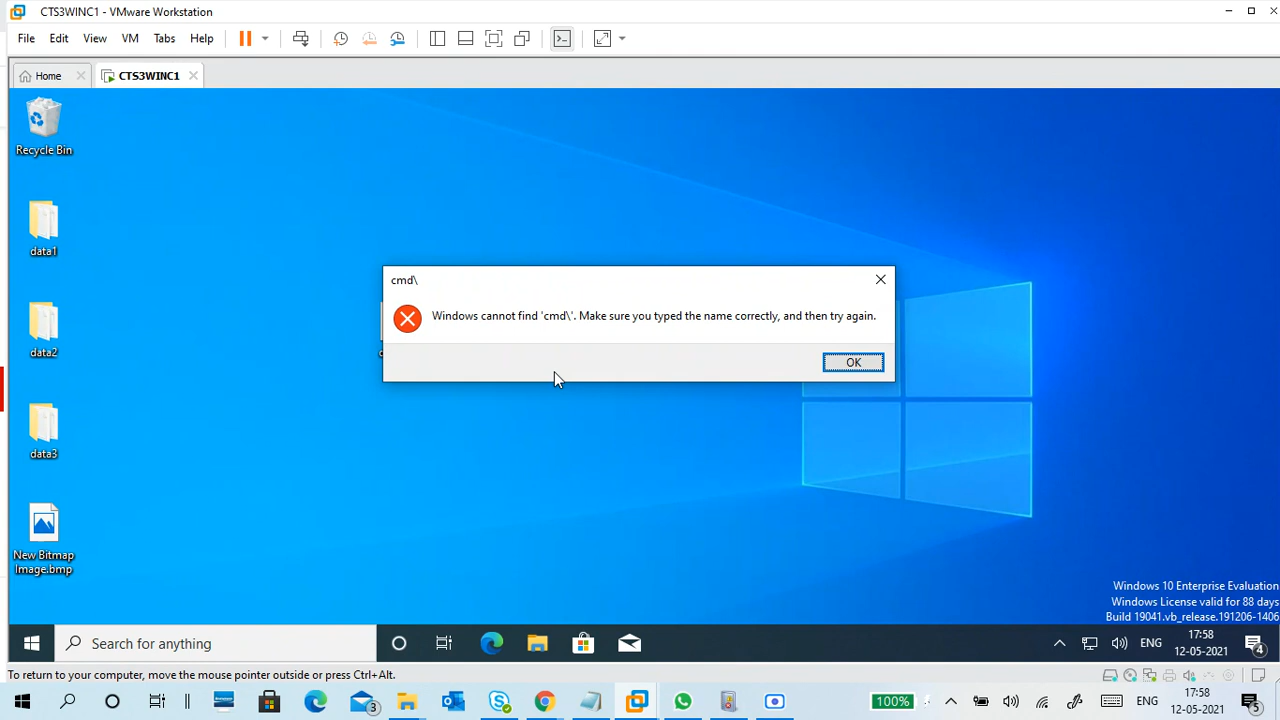 CTS3WINC1 - VMware Workstation
File Edit View VM Tabs Help
Home CTS3WINC1
Recycle Bin
data1
data2
data3
New Bitmap
Image.bmp
cmd\
Windows cannot find 'cmd\'. Make sure you typed the name correctly, and then try again.
OK
Windows 10 Enterprise Evaluation
Windows License valid for 88 days
Build 19041.vb_release.191206-1406
Search for anything
ENG
17:58
12-05-2021
4
To return to your computer, move the mouse pointer outside or press Ctrl+Alt.
3
100%
ENG
17:58
12-05-2021
5